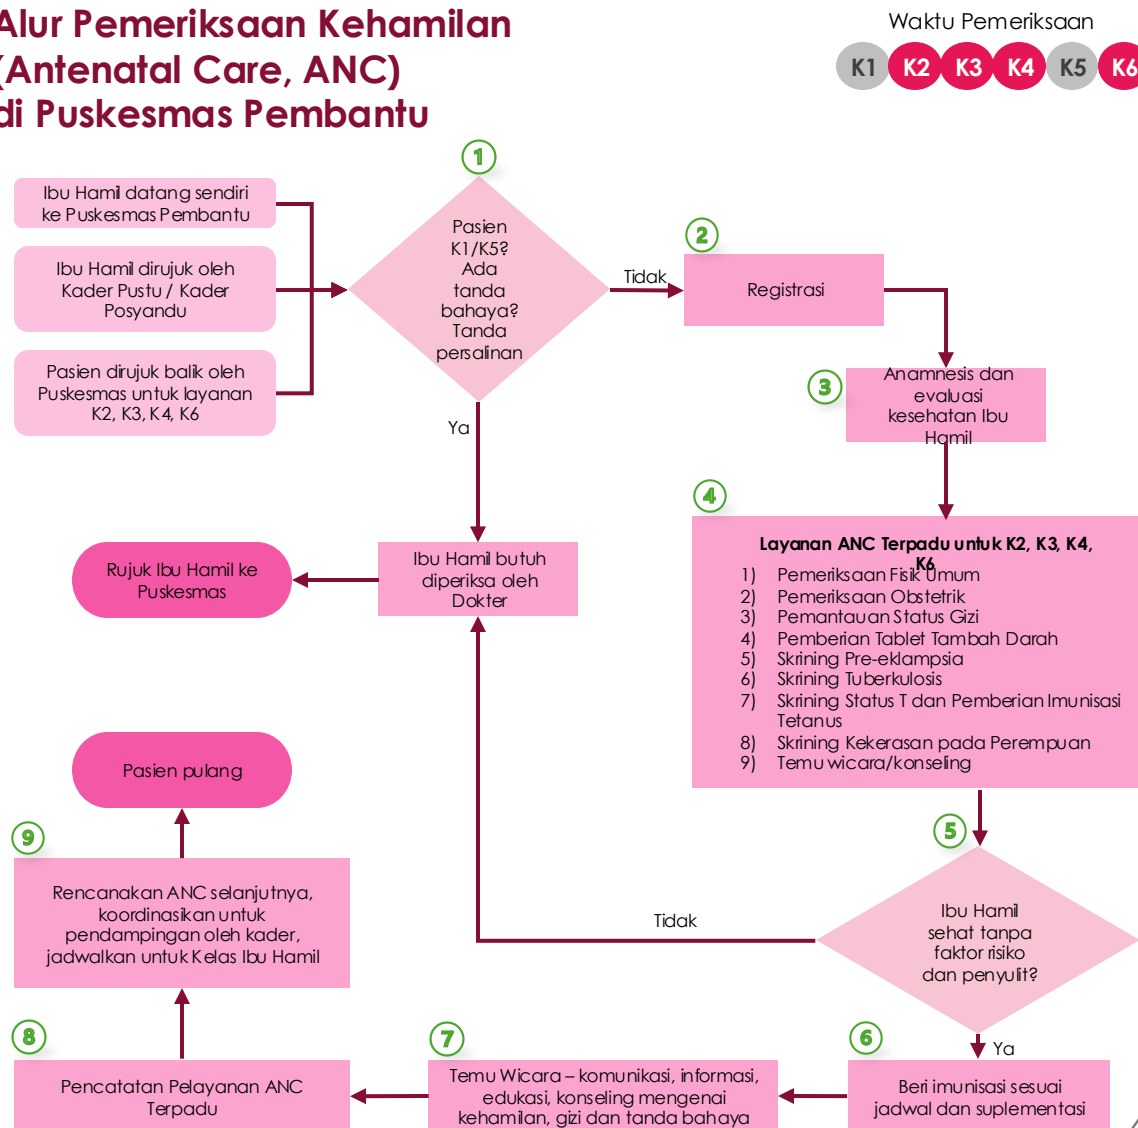 Alur Pemeriksaan Kehamilan
(Antenatal Care, ANC)
di Puskesmas Pembantu
Waktu Pemeriksaan
K1 K2 K3 K4 K5 K6
1
Ibu Hamil datang sendiri
ke Puskesmas Pembantu
Ibu Hamil dirujuk oleh
Kader Pustu / Kader
Posyandu
Pasien dirujuk balik oleh
Puskesmas untuk layanan
K2, K3, K4, K6
Pasien
K1/K5?
Ada
tanda
bahaya?
Tanda
persalinan
Tidak
2
Registrasi
3
Anamnesis dan
evaluasi
kesehatan Ibu
Hamil
Ya
4
Layanan ANC Terpadu untuk K2, K3, K4,
K6
1) Pemeriksaan Fisik Umum
2) Pemeriksaan Obstetrik
3) Pemantauan Status Gizi
4) Pemberian Tablet Tambah Darah
5) Skrining Pre-eklampsia
6) Skrining Tuberkulosis
7) Skrining Status T dan Pemberian Imunisasi
Tetanus
8) Skrining Kekerasan pada Perempuan
9) Temu wicara/konseling
Ibu Hamil butuh
diperiksa oleh
Dokter
Rujuk Ibu Hamil ke
Puskesmas
5
Ibu Hamil
sehat tanpa
faktor risiko
dan penyulit?
Tidak
Ya
6
Beri imunisasi sesuai
jadwal dan suplementasi
7
Temu Wicara – komunikasi, informasi,
edukasi, konseling mengenai
kehamilan, gizi dan tanda bahaya
8
Pencatatan Pelayanan ANC
Terpadu
9
Rencanakan ANC selanjutnya,
koordinasikan untuk
pendampingan oleh kader,
jadwalkan untuk Kelas Ibu Hamil
Pasien pulang